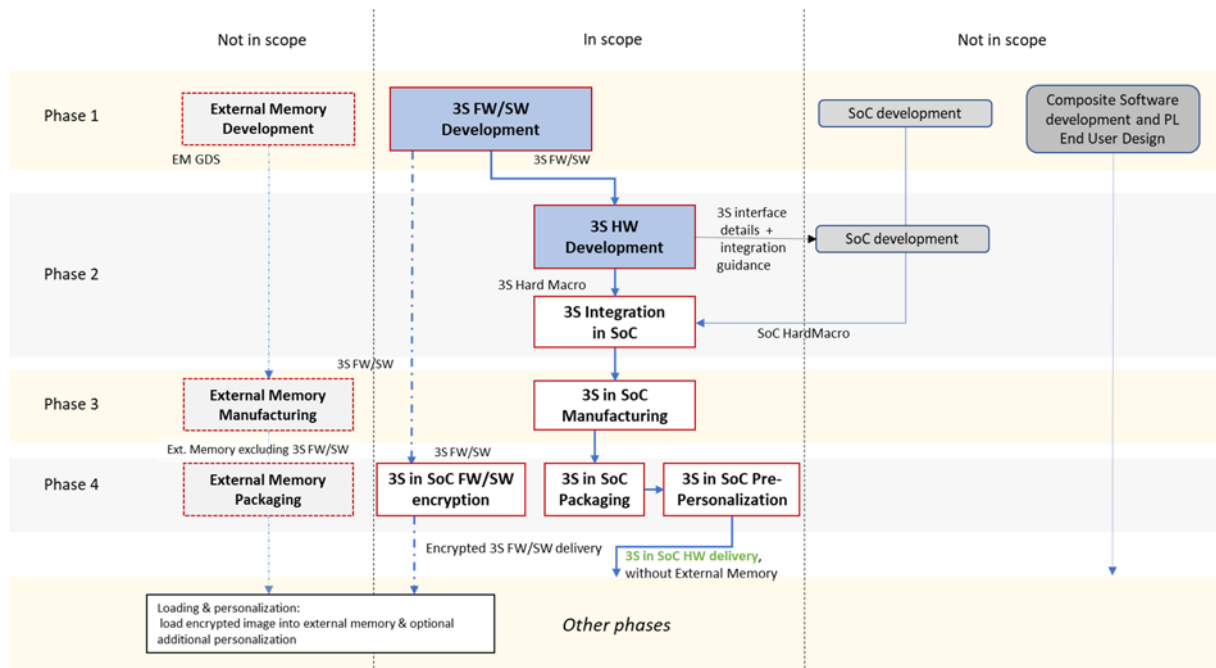 Not in scope
In scope
Not in scope
Phase 1
External Memory
Development
3S FW/SW
Development
SoC development
Composite Software
development and PL
End User Design
EM GDS
3S FW/SW
Phase 2
3S HW
Development
3S interface
details +
integration
guidance
SoC development
3S Hard Macro
3S Integration
in SoC
SoC HardMacro
3S FW/SW
Phase 3
External Memory
Manufacturing
3S in SoC
Manufacturing
Ext. Memory excluding 3S FW/SW
3S FW/SW
Phase 4
External Memory
Packaging
3S in SoC FW/SW
encryption
3S in SoC
Packaging
3S in SoC Pre-
Personalization
Encrypted 3S FW/SW delivery
3S in SoC HW delivery,
without External Memory
Loading & personalization:
load encrypted image into external memory & optional
additional personalization
Other phases